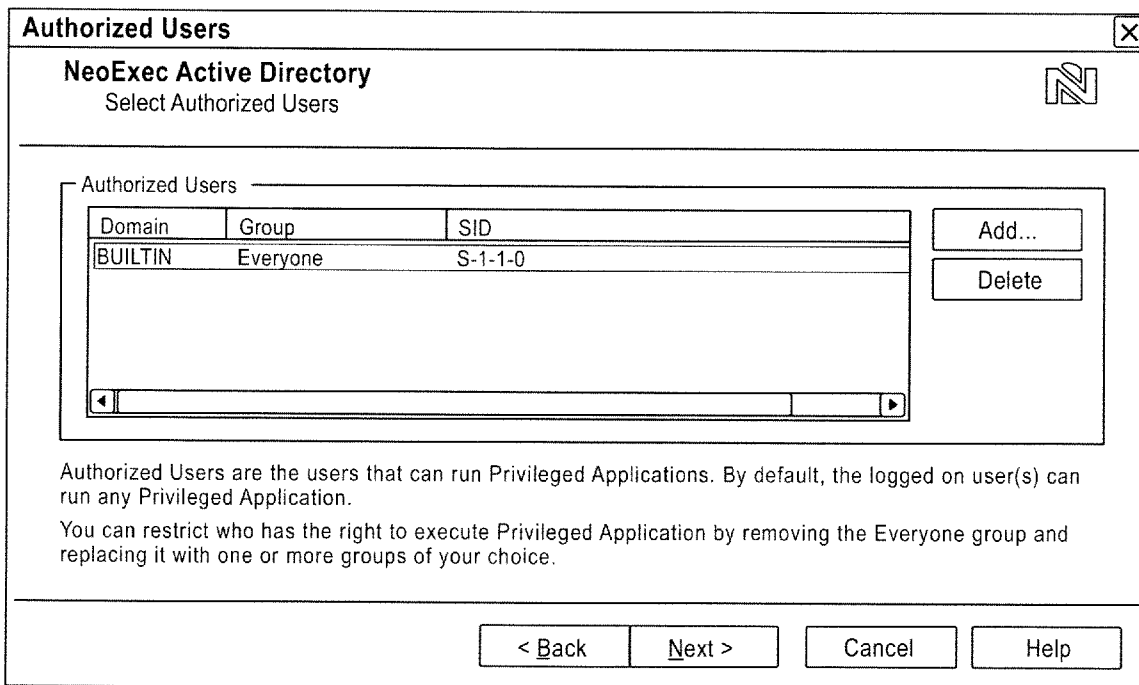 Authorized Users
NeoExec Active Directory
Select Authorized Users
Authorized Users
Domain Group SID
BUILTIN Everyone S-1-1-0
Add...
Delete
Authorized Users are the users that can run Privileged Applications. By default, the logged on user(s) can
run any Privileged Application.
You can restrict who has the right to execute Privileged Application by removing the Everyone group and
replacing it with one or more groups of your choice.
< Back Next > Cancel Help